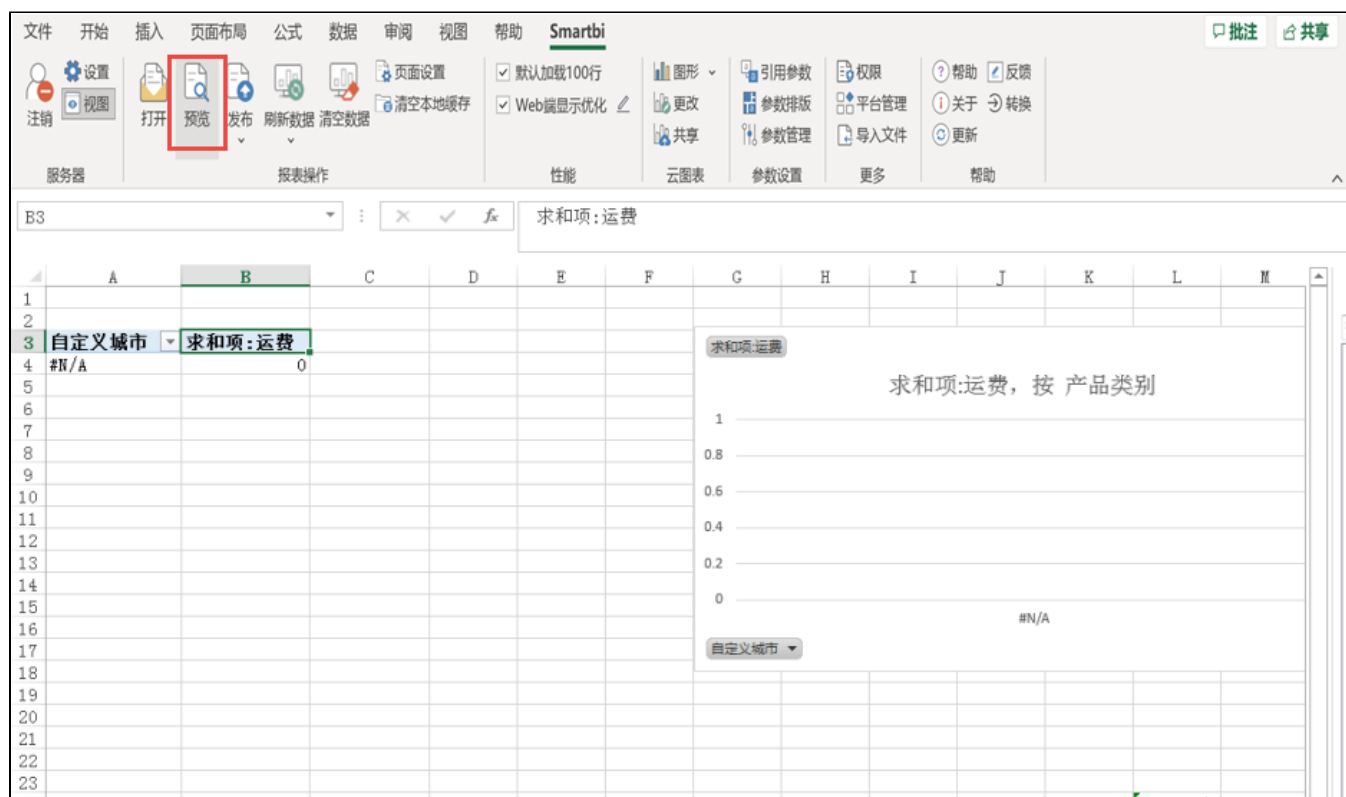 文件 开始 插入 页面布局 公式 数据 审阅 视图 帮助 Smartbi 批注 共享
注销 设置 视图 打开 预览 发布 刷新数据 清空数据 页面设置 清空本地缓存 默认加载100行 Web端显示优化 图形 更改 共享 引用参数 参数排版 参数管理 权限 平台管理 导入文件 帮助 反馈 关于 转换 更新
服务器 报表操作 性能 云图表 参数设置 更多 帮助
B3 fx 求和项:运费
A B C D E F G H I J K L M
1
2
3 自定义城市 求和项:运费
4 #N/A 0
5
6
7
8
9
10
11
12
13
14
15
16
17
18
19
20
21
22
23
求和项:运费
求和项:运费，按 产品类别
1
0.8
0.6
0.4
0.2
0
#N/A
自定义城市